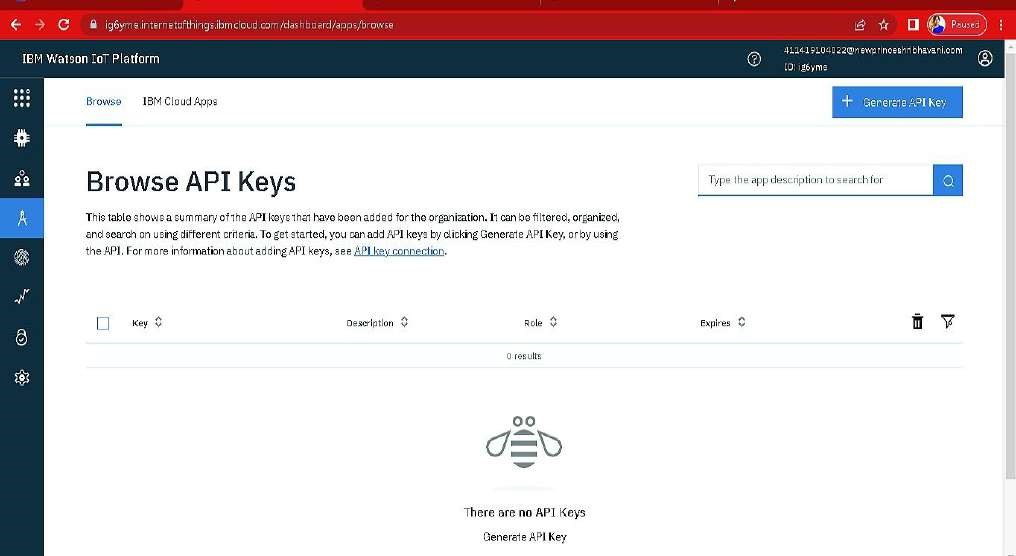 ig6yme.internetofthings.ibmcloud.com/dashboard/apps/browse
Paused
IBM Watson IoT Platform
411419104022@newprinceshribhavani.com
ID: ig6yme
Browse
IBM Cloud Apps
+ Generate API Key
Browse API Keys
Type the app description to search for
This table shows a summary of the API keys that have been added for the organization. It can be filtered, organized,
and search on using different criteria. To get started, you can add API keys by clicking Generate API Key, or by using
the API. For more information about adding API keys, see API key connection.
Key
Description
Role
Expires
0 results
There are no API Keys
Generate API Key